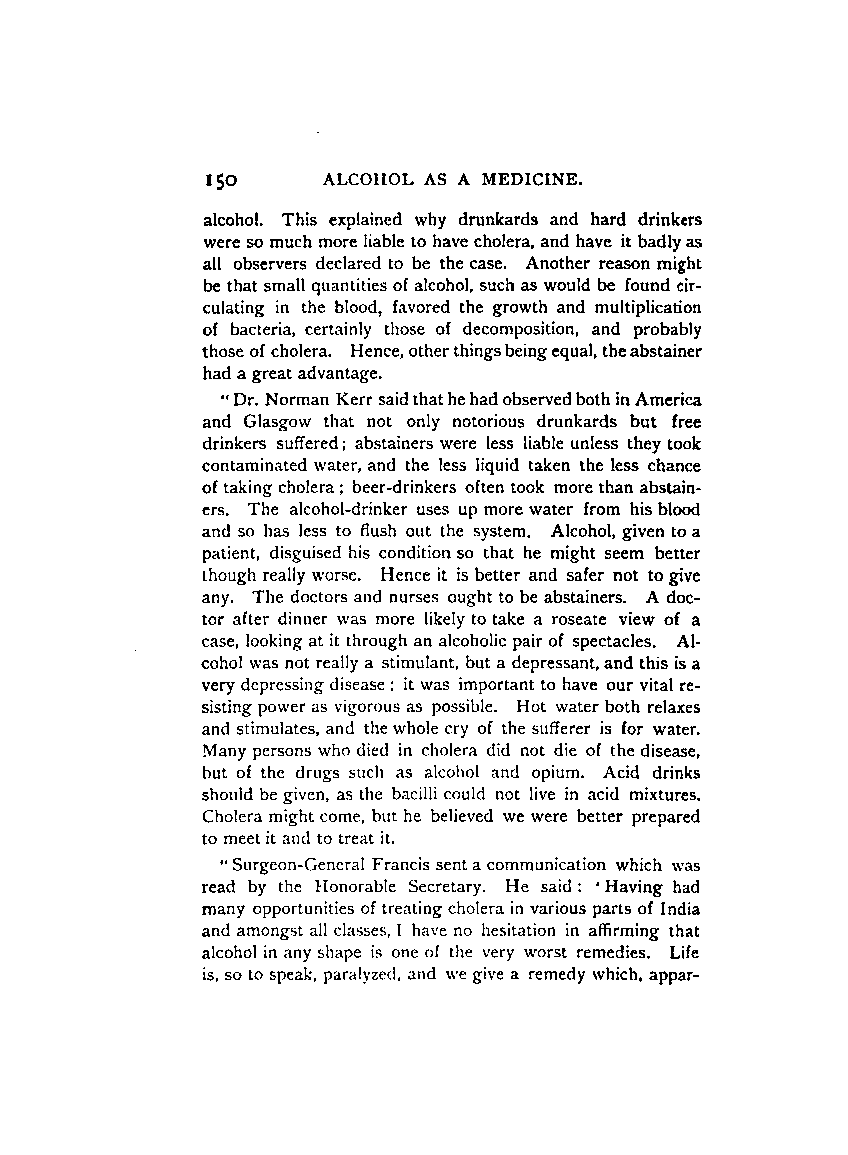 150 ALCOHOL AS A MEDICINE.
alcohol. This explained why drunkards and hard drinkers
were so much more liable to have cholera, and have it badly as
all observers declared to be the case. Another reason might
be that small quantities of alcohol, such as would be found cir-
culating in the blood, favored the growth and multiplication
of bacteria, certainly those of decomposition, and probably
those of cholera. Hence, other things being equal, the abstainer
had a great advantage.
"Dr. Norman Kerr said that he had observed both in America
and Glasgow that not only notorious drunkards but free
drinkers suffered; abstainers were less liable unless they took
contaminated water, and the less liquid taken the less chance
of taking cholera; beer-drinkers often took more than abstain-
ers. The alcohol-drinker uses up more water from his blood
and so has less to flush out the system. Alcohol, given to a
patient, disguised his condition so that he might seem better
though really worse. Hence it is better and safer not to give
any. The doctors and nurses ought to be abstainers. A doc-
tor after dinner was more likely to take a roseate view of a
case, looking at it through an alcoholic pair of spectacles. Al-
cohol was not really a stimulant, but a depressant, and this is a
very depressing disease; it was important to have our vital re-
sisting power as vigorous as possible. Hot water both relaxes
and stimulates, and the whole cry of the sufferer is for water.
Many persons who died in cholera did not die of the disease,
but of the drugs such as alcohol and opium. Acid drinks
should be given, as the bacilli could not live in acid mixtures.
Cholera might come, but he believed we were better prepared
to meet it and to treat it.
"Surgeon-General Francis sent a communication which was
read by the Honorable Secretary. He said: 'Having had
many opportunities of treating cholera in various parts of India
and amongst all classes, I have no hesitation in affirming that
alcohol in any shape is one of the very worst remedies. Life
is, so to speak, paralyzed, and we give a remedy which, appar-